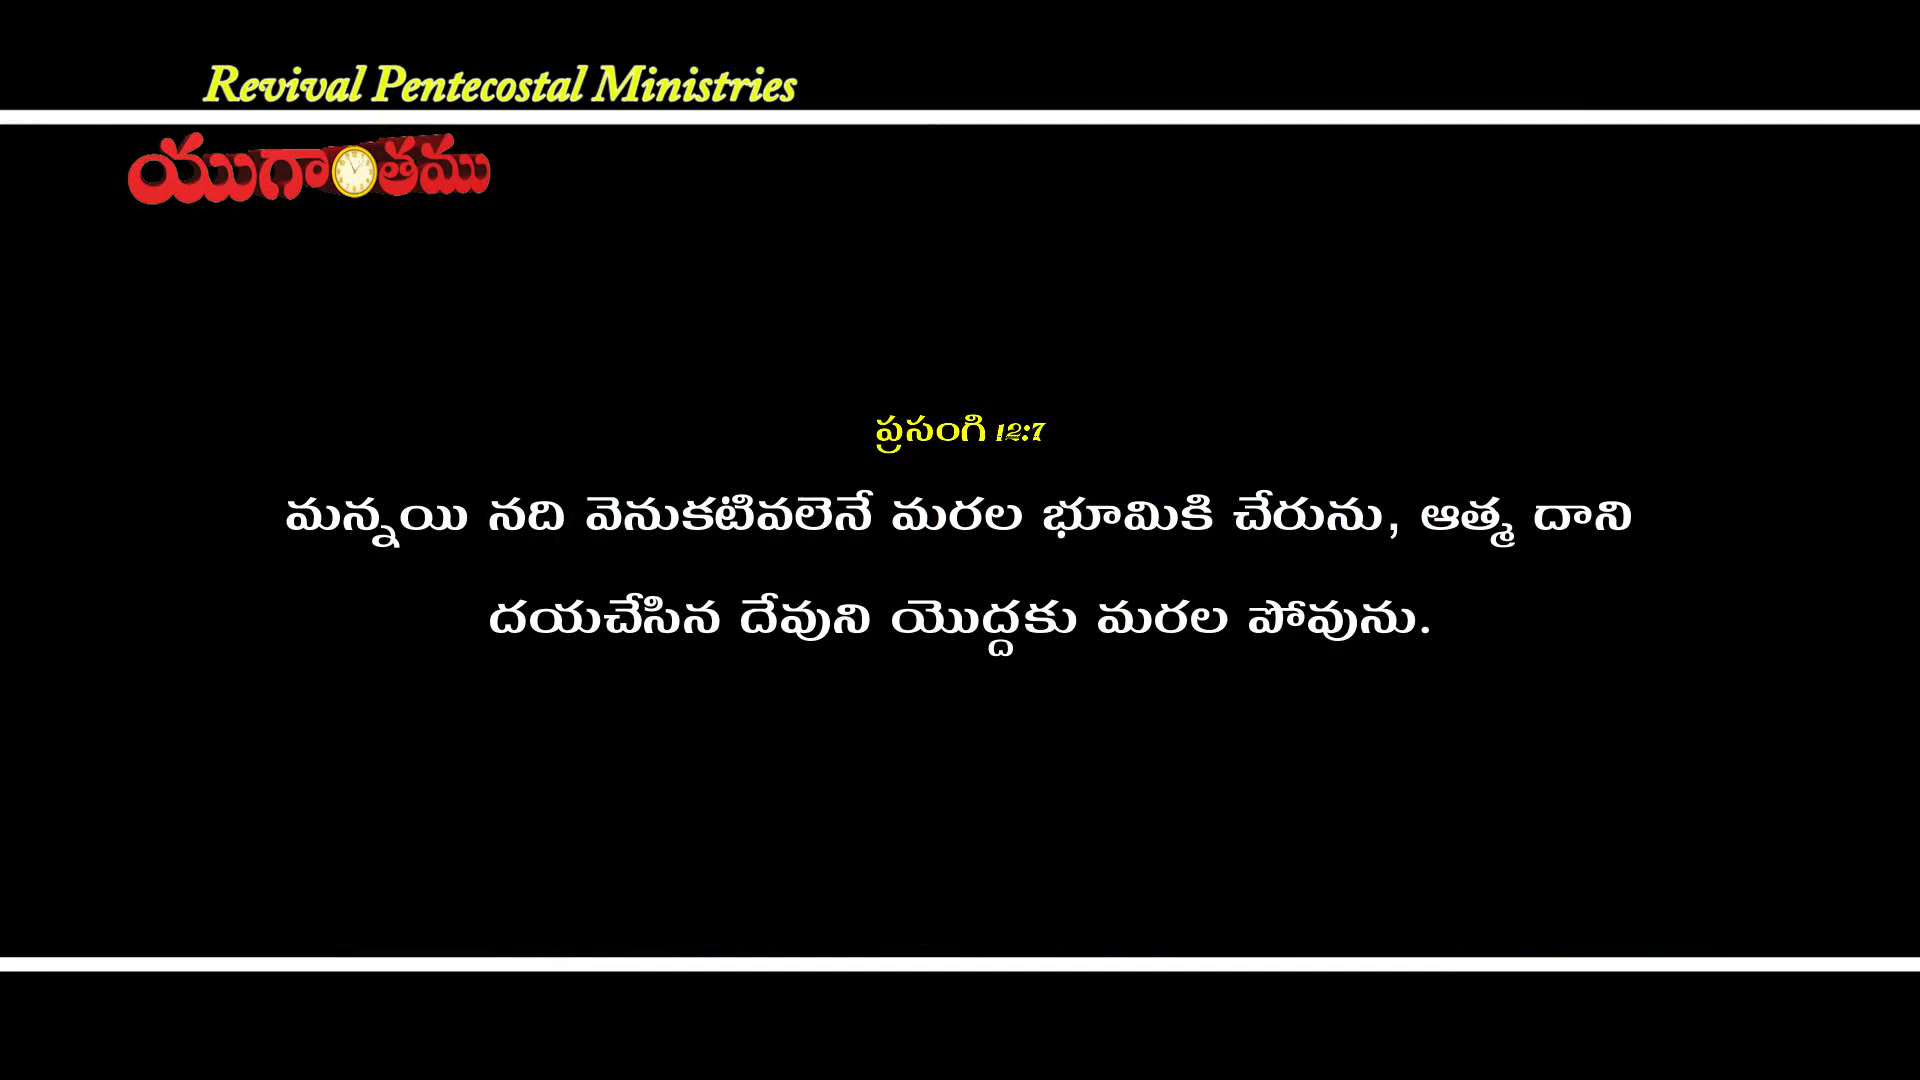 Revival Pentecostal Ministries
యుగాంతము
ప్రసంగి 12:7
మన్నయి నది వెనుకటివలెనే మరల భూమికి చేరును, ఆత్మ దాని
దయచేసిన దేవుని యొద్దకు మరల పోవును.